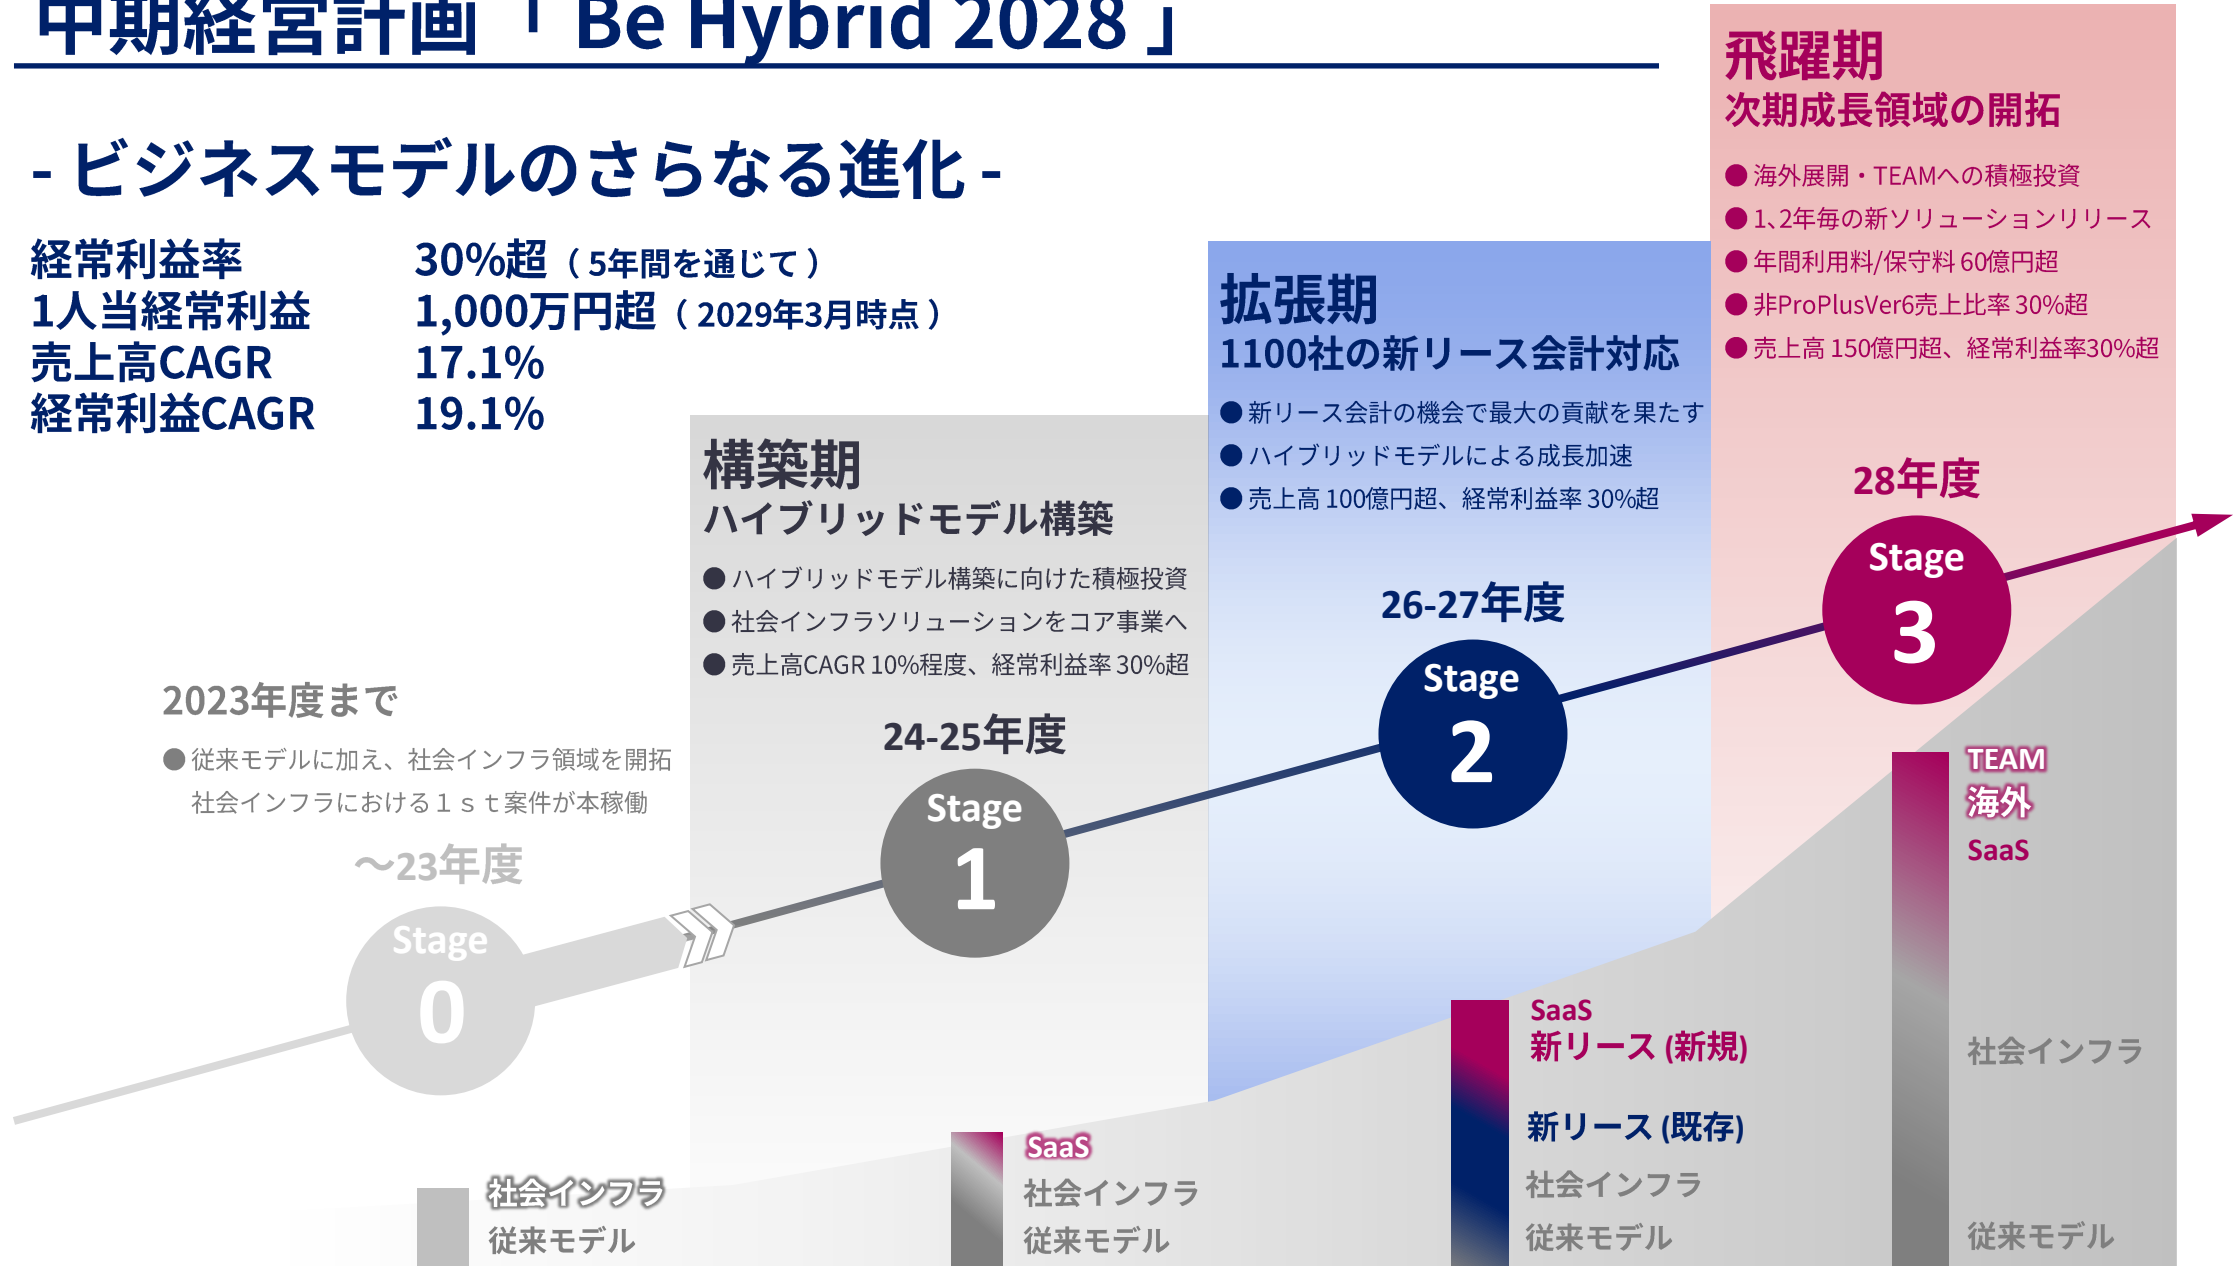 中期経営計画「 Be Hybrid 2028 」
- ビジネスモデルのさらなる進化 -
経常利益率 30%超（ 5年間を通じて ）
1人当経常利益 1,000万円超（ 2029年3月時点 ）
売上高CAGR 17.1%
経常利益CAGR 19.1%
2023年度まで
● 従来モデルに加え、社会インフラ領域を開拓
社会インフラにおける１ｓｔ案件が本稼働
～23年度
Stage
0
社会インフラ
従来モデル
構築期
ハイブリッドモデル構築
● ハイブリッドモデル構築に向けた積極投資
● 社会インフラソリューションをコア事業へ
● 売上高CAGR 10%程度、経常利益率 30%超
24-25年度
Stage
1
SaaS
社会インフラ
従来モデル
拡張期
1100社の新リース会計対応
● 新リース会計の機会で最大の貢献を果たす
● ハイブリッドモデルによる成長加速
● 売上高 100億円超、経常利益率 30%超
26-27年度
Stage
2
SaaS
新リース (新規)
新リース (既存)
社会インフラ
従来モデル
飛躍期
次期成長領域の開拓
● 海外展開・TEAMへの積極投資
● 1、2年毎の新ソリューションリリース
● 年間利用料/保守料 60億円超
● 非ProPlusVer6売上比率 30%超
● 売上高 150億円超、経常利益率30%超
28年度
Stage
3
TEAM
海外
SaaS
社会インフラ
従来モデル